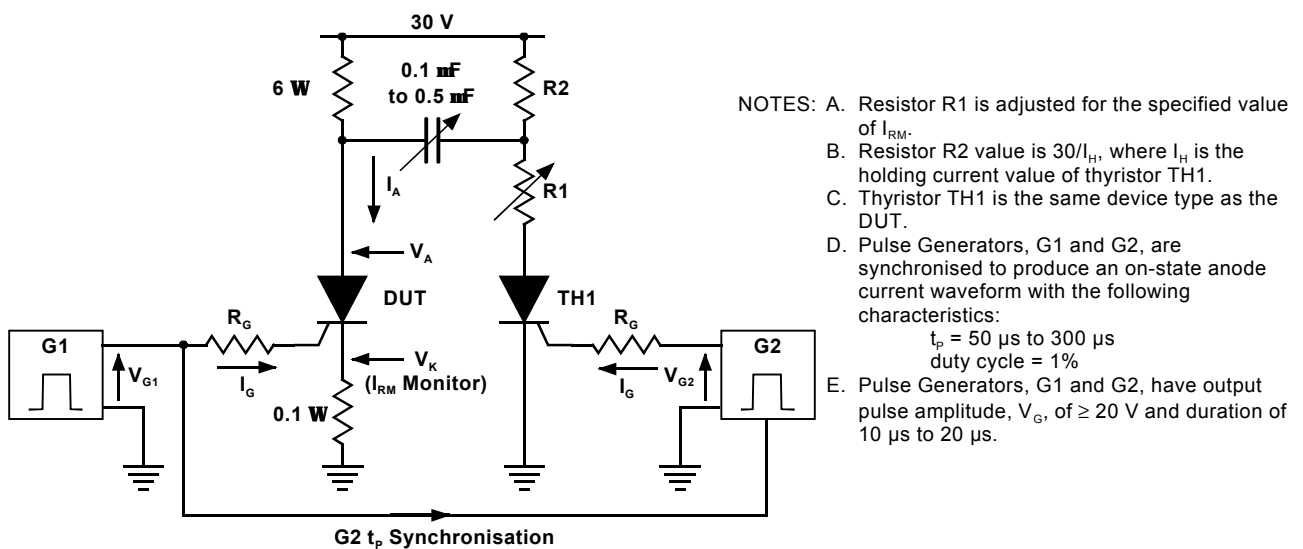 30 V
6 W
0.1 mF
to 0.5 mF
R2
I_A
R1
V_A
DUT
TH1
G1
V_G1
R_G
I_G
V_K
(I_RM Monitor)
0.1 W
R_G
I_G
V_G2
G2
G2 t_P Synchronisation
NOTES: A. Resistor R1 is adjusted for the specified value
of I_RM.
B. Resistor R2 value is 30/I_H, where I_H is the
holding current value of thyristor TH1.
C. Thyristor TH1 is the same device type as the
DUT.
D. Pulse Generators, G1 and G2, are
synchronised to produce an on-state anode
current waveform with the following
characteristics:
t_P = 50 µs to 300 µs
duty cycle = 1%
E. Pulse Generators, G1 and G2, have output
pulse amplitude, V_G, of ≥ 20 V and duration of
10 µs to 20 µs.